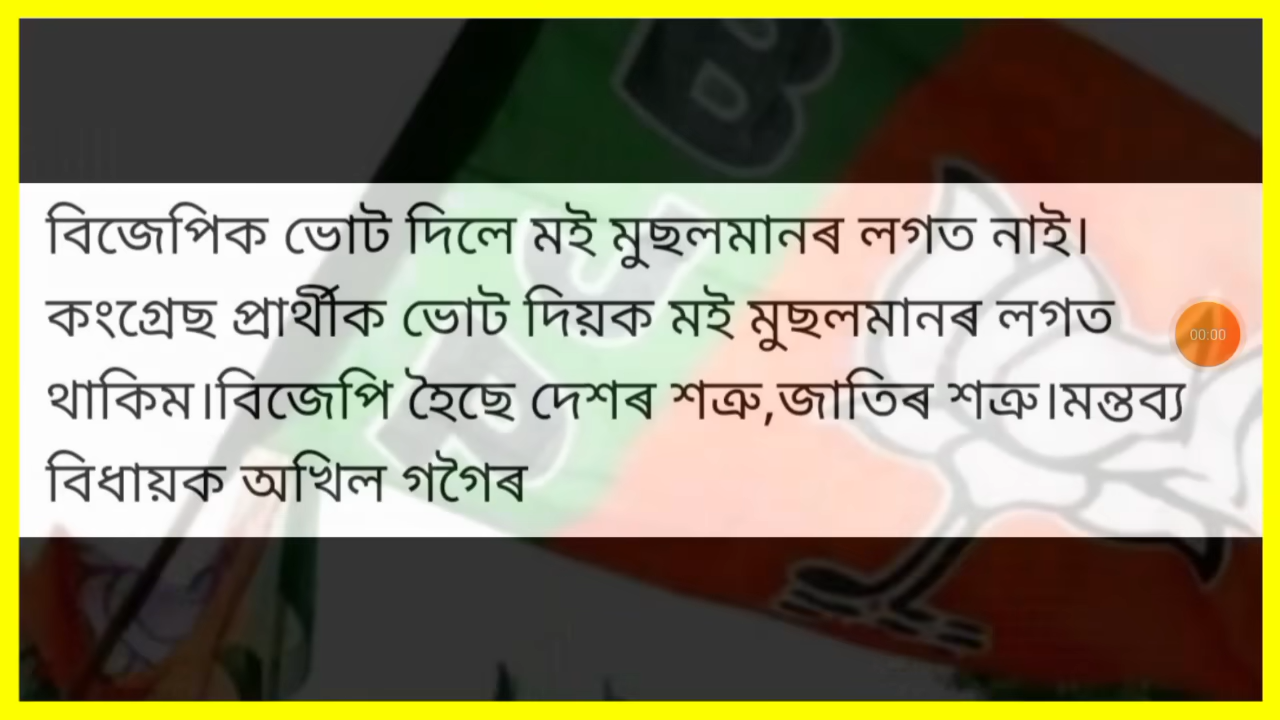 B
J
P
বিজেপিক ভোট দিলে মই মুছলমানৰ লগত নাই।
কংগ্ৰেছ প্ৰাৰ্থীক ভোট দিয়ক মই মুছলমানৰ লগত
থাকিম।বিজেপি হৈছে দেশৰ শত্ৰু,জাতিৰ শত্ৰু।মন্তব্য
বিধায়ক অখিল গগৈৰ
00:00